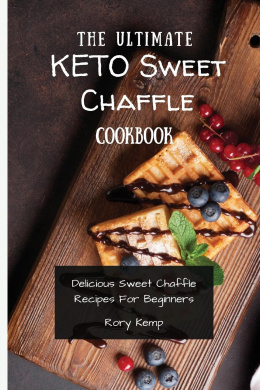 THE ULTIMATE
KETO SWEET
CHAFFLE
COOKBOOK
Delicious Sweet Chaffle
Recipes For Beginners
Rory Kemp